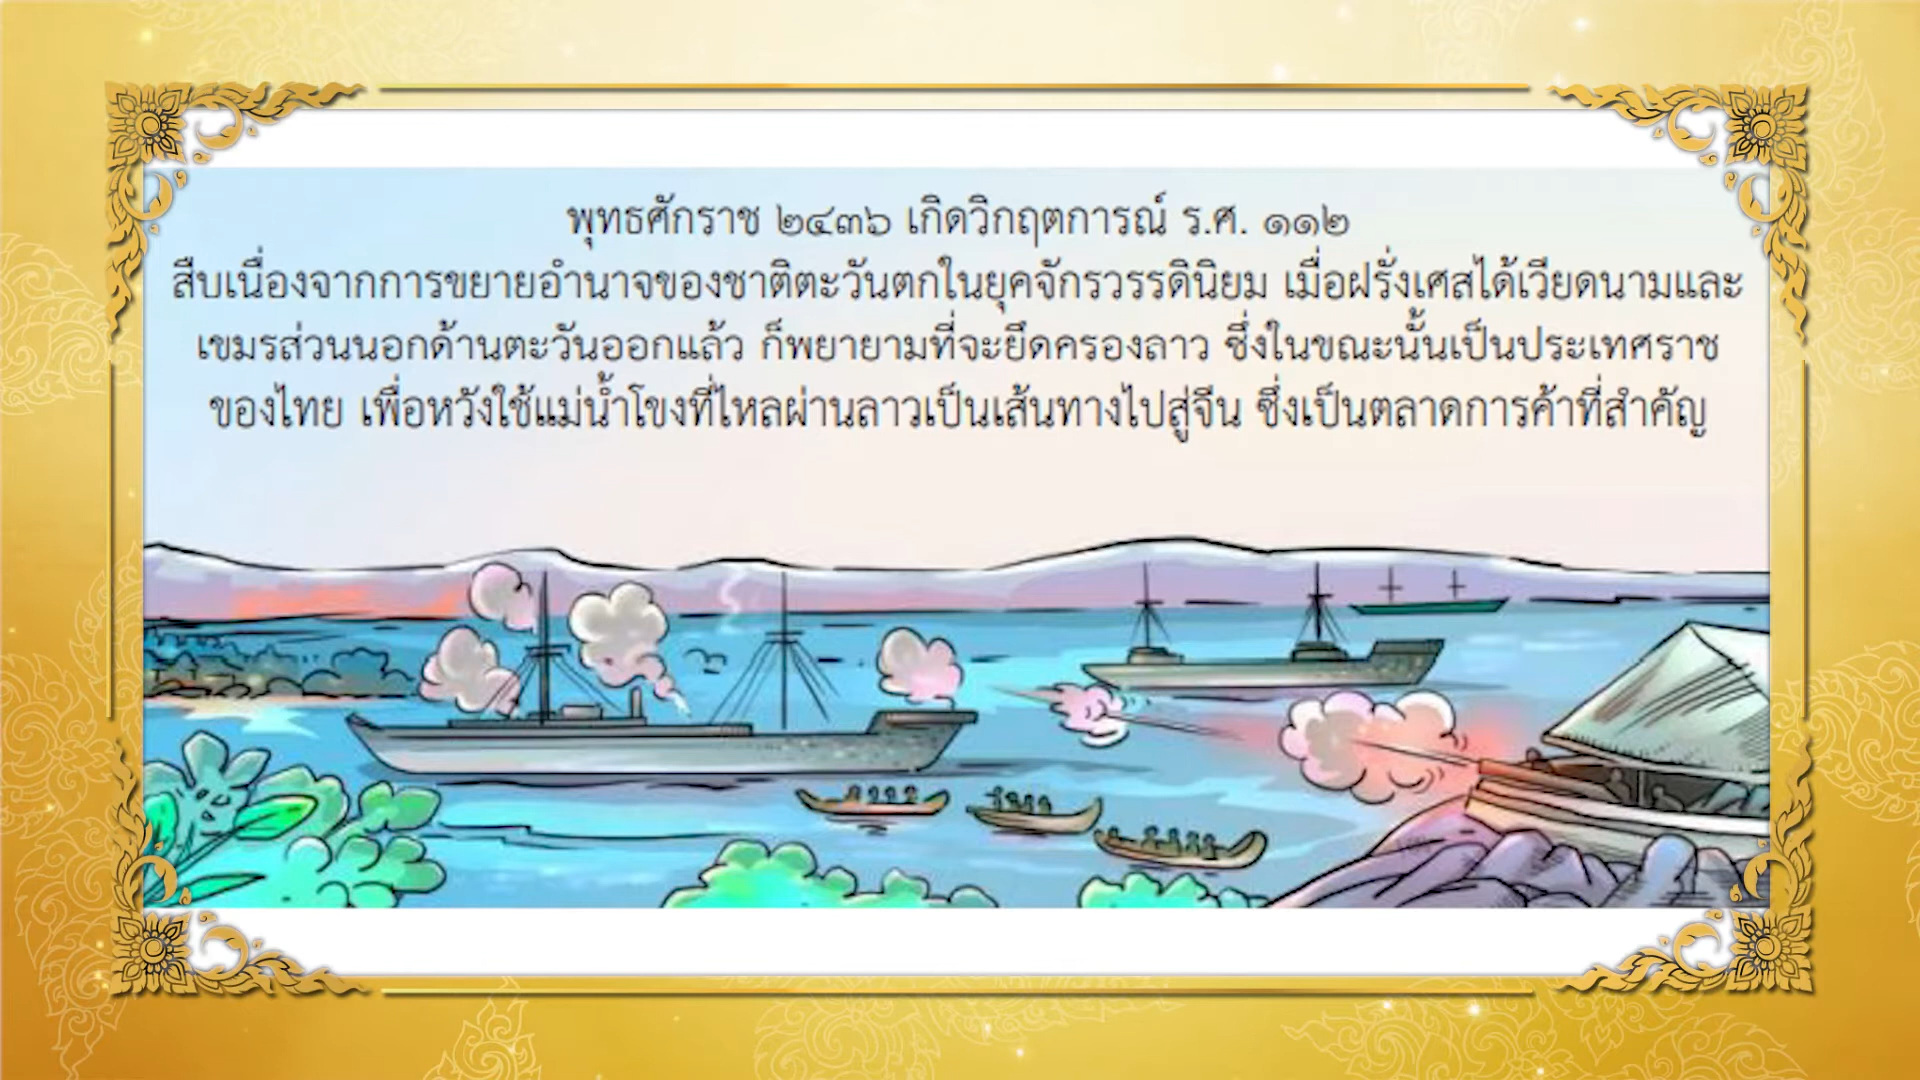 พุทธศักราช ๒๔๓๖ เกิดวิกฤตการณ์ ร.ศ. ๑๑๒
สืบเนื่องจากการขยายอำนาจของชาติตะวันตกในยุคจักรวรรดินิยม เมื่อฝรั่งเศสได้เวียดนามและ
เขมรส่วนนอกด้านตะวันออกแล้ว ก็พยายามที่จะยึดครองลาว ซึ่งในขณะนั้นเป็นประเทศราช
ของไทย เพื่อหวังใช้แม่น้ำโขงที่ไหลผ่านลาวเป็นเส้นทางไปสู่จีน ซึ่งเป็นตลาดการค้าที่สำคัญ